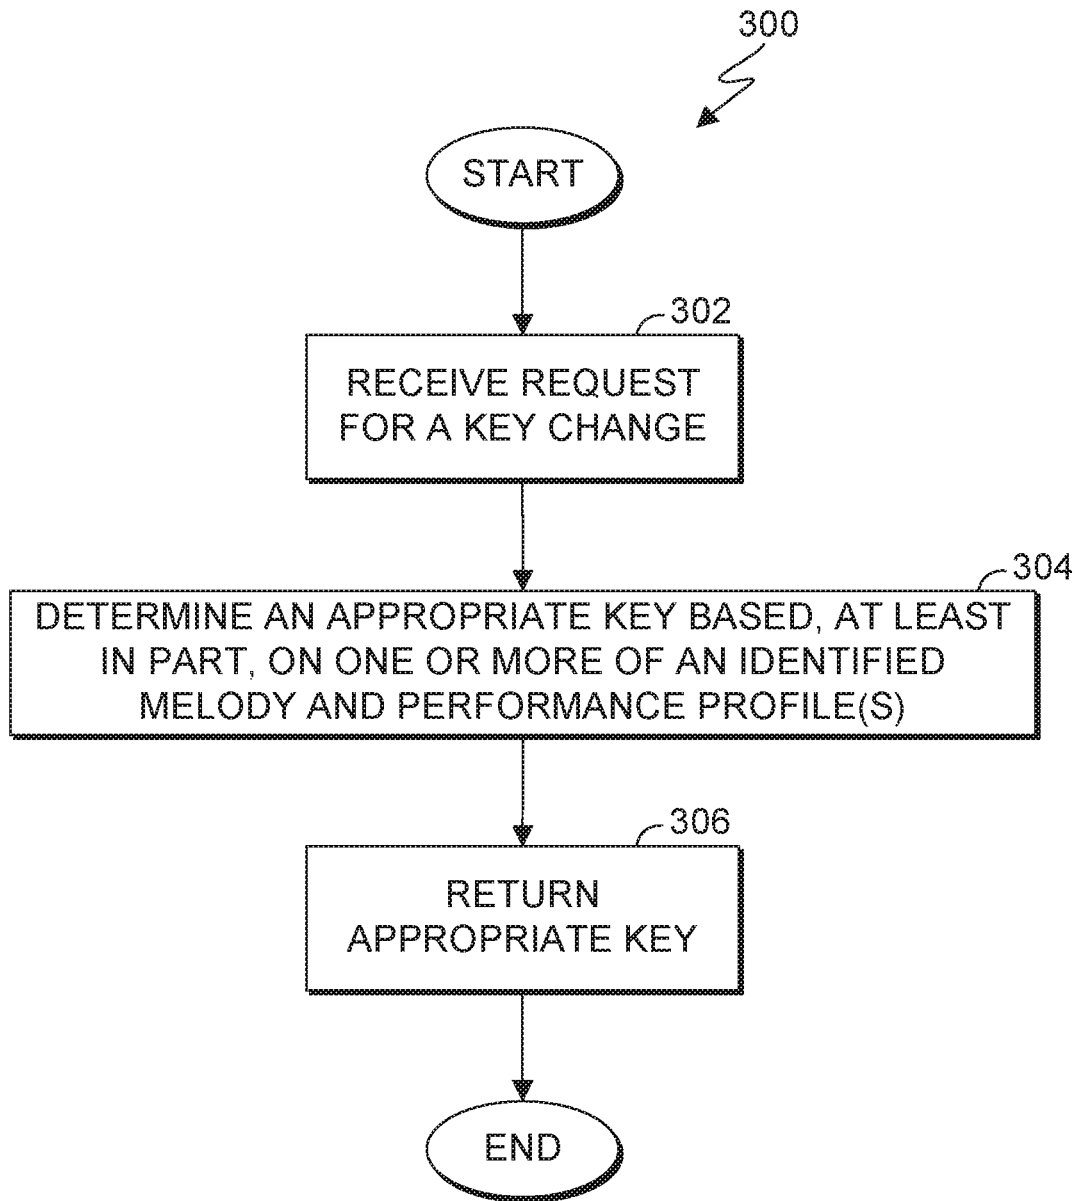 300
START
302
RECEIVE REQUEST
FOR A KEY CHANGE
304
DETERMINE AN APPROPRIATE KEY BASED, AT LEAST
IN PART, ON ONE OR MORE OF AN IDENTIFIED
MELODY AND PERFORMANCE PROFILE(S)
306
RETURN
APPROPRIATE KEY
END